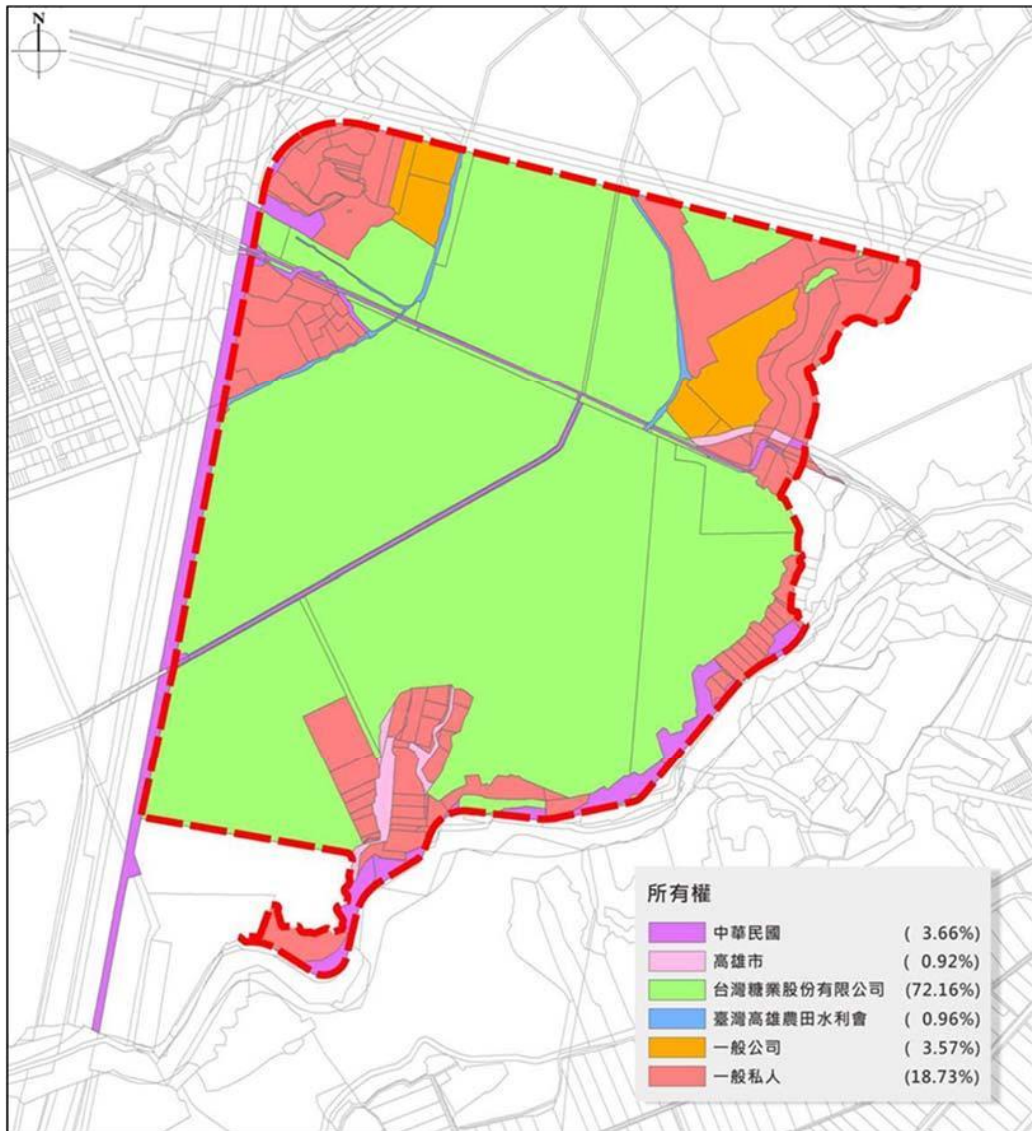 N
所有權
中華民國 ( 3.66%)
高雄市 ( 0.92%)
台灣糖業股份有限公司 (72.16%)
臺灣高雄農田水利會 ( 0.96%)
一般公司 ( 3.57%)
一般私人 (18.73%)